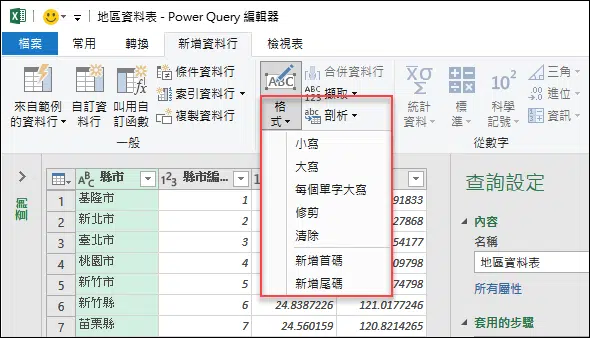 地區資料表 - Power Query 編輯器
檔案
常用
轉換
新增資料行
檢視表
來自範例的資料行
自訂資料行
叫用自訂函數
條件資料行
索引資料行
複製資料行
一般
ABC
格式
合併資料行
ABC
123
擷取
abc
剖析
統計資料
標準
科學記號
三角
進位
資訊
從數字
小寫
大寫
每個單字大寫
修剪
清除
新增首碼
新增尾碼
縣市
縣市編...
1 基隆市 1 91833
2 新北市 2 27868
3 臺北市 3 54177
4 桃園市 4 09798
5 新竹市 5 74798
6 新竹縣 6 24.8387226 121.0177246
7 苗栗縣 7 24.560159 120.8214265
查詢設定
內容
名稱
地區資料表
所有屬性
套用的步驟